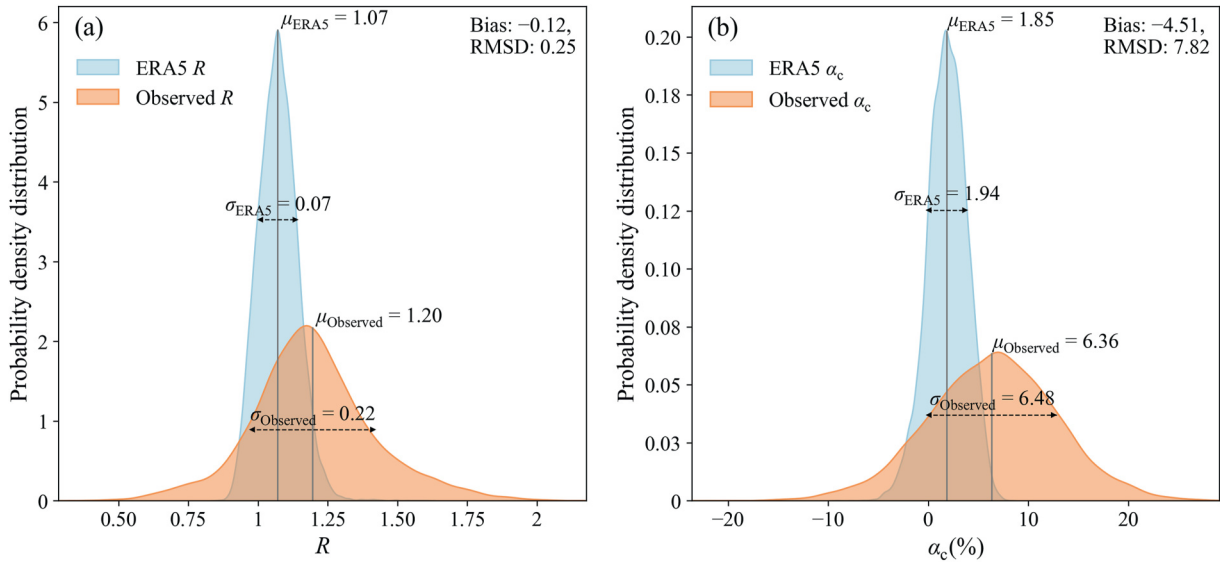 (a)
μERA5 = 1.07
Bias: −0.12,
RMSD: 0.25
ERA5 R
Observed R
σERA5 = 0.07
μObserved = 1.20
σObserved = 0.22
Probability density distribution
6
5
4
3
2
1
0
0.50
0.75
1
1.25
1.50
1.75
2
R
(b)
μERA5 = 1.85
Bias: −4.51,
RMSD: 7.82
ERA5 αc
Observed αc
σERA5 = 1.94
μObserved = 6.36
σObserved = 6.48
Probability density distribution
0.20
0.18
0.15
0.12
0.10
0.08
0.05
0.03
0
−20
−10
0
10
20
αc(%)